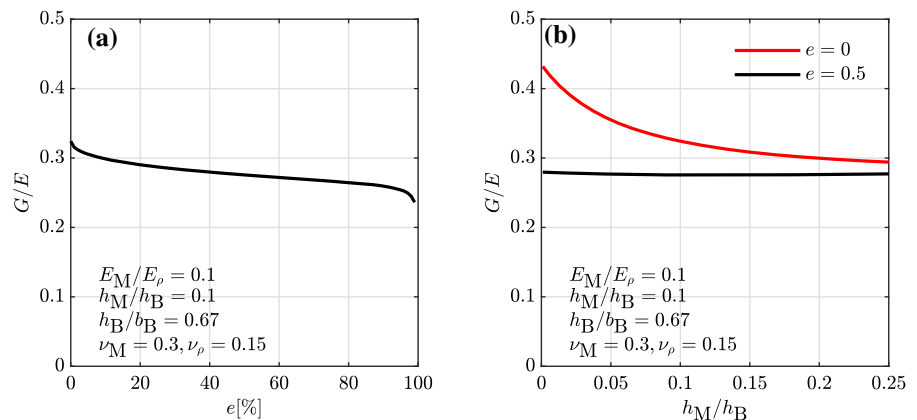 (a)
0.5
0.4
0.3
0.2
0.1
0
G/E
E_M/E_ρ = 0.1
h_M/h_B = 0.1
h_B/b_B = 0.67
ν_M = 0.3, ν_ρ = 0.15
0 20 40 60 80 100
e[%]
(b)
e = 0
e = 0.5
0.5
0.4
0.3
0.2
0.1
0
G/E
E_M/E_ρ = 0.1
h_M/h_B = 0.1
h_B/b_B = 0.67
ν_M = 0.3, ν_ρ = 0.15
0 0.05 0.1 0.15 0.2 0.25
h_M/h_B